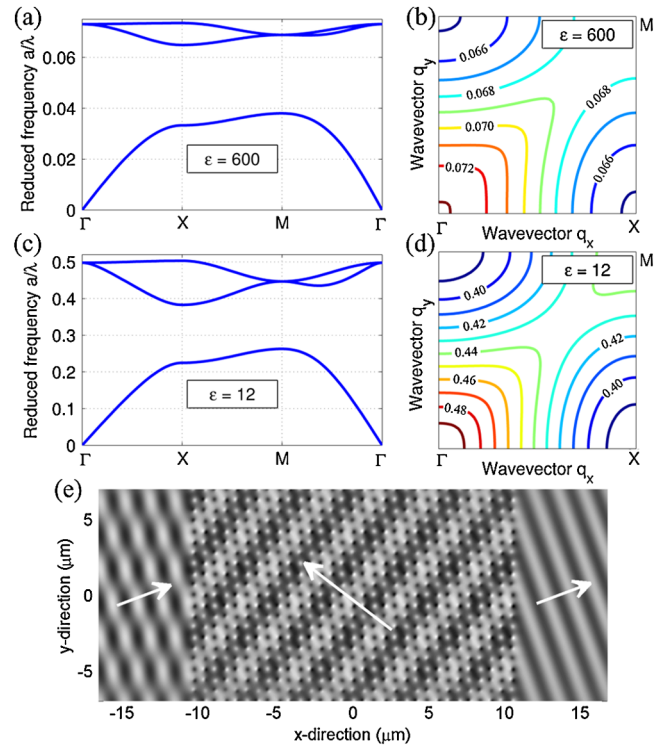 (a)
Reduced frequency a/λ
0.06
0.04
0.02
0
Γ X M Γ
ε = 600
(b)
Wavevector q_y
M
ε = 600
0.066
0.068
0.068
0.070
0.072
0.066
Γ Wavevector q_x X
(c)
Reduced frequency a/λ
0.5
0.4
0.3
0.2
0.1
0
Γ X M Γ
ε = 12
(d)
Wavevector q_y
M
ε = 12
0.40
0.42
0.42
0.44
0.46
0.40
0.48
Γ Wavevector q_x X
(e)
y-direction (μm)
5
0
-5
-15 -10 -5 0 5 10 15
x-direction (μm)